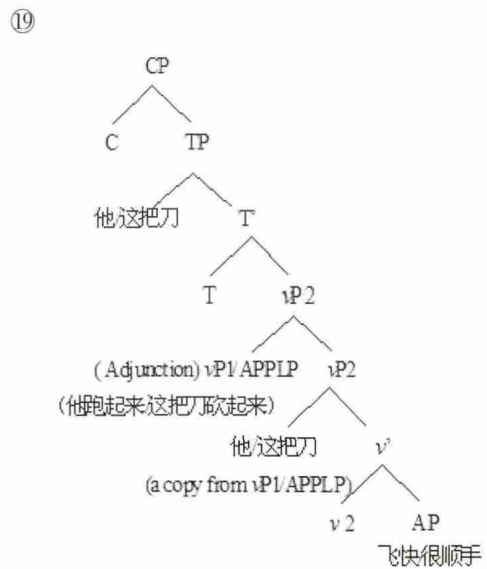 ⑲
CP
C TP
他/这把刀 T'
T vP2
(Adjunction) vP1/APPLP vP2
(他跑起来/这把刀砍起来)
他/这把刀 v'
(a copy from vP1/APPLP)
v2 AP
飞快/很顺手